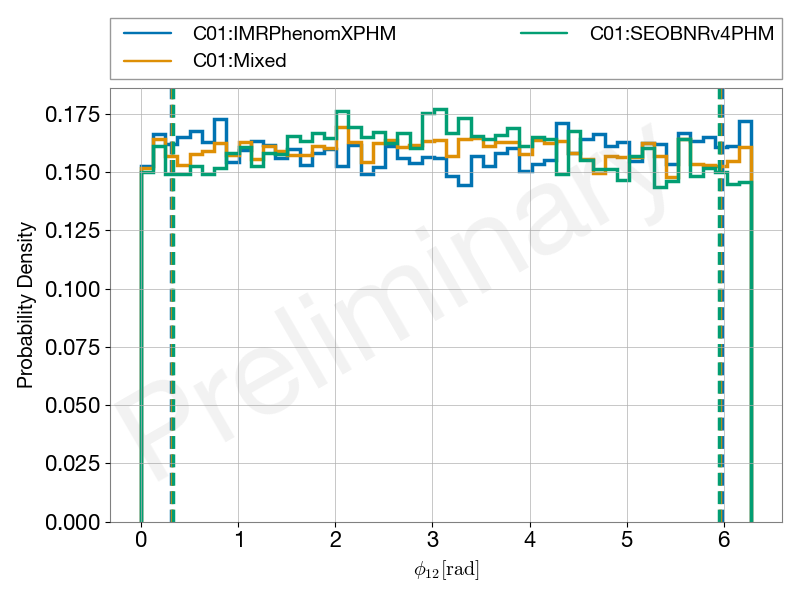 C01:IMRPhenomXPHM
C01:Mixed
C01:SEOBNRv4PHM
Preliminary
Probability Density
0.175
0.150
0.125
0.100
0.075
0.050
0.025
0.000
0 1 2 3 4 5 6
ϕ₁₂[rad]